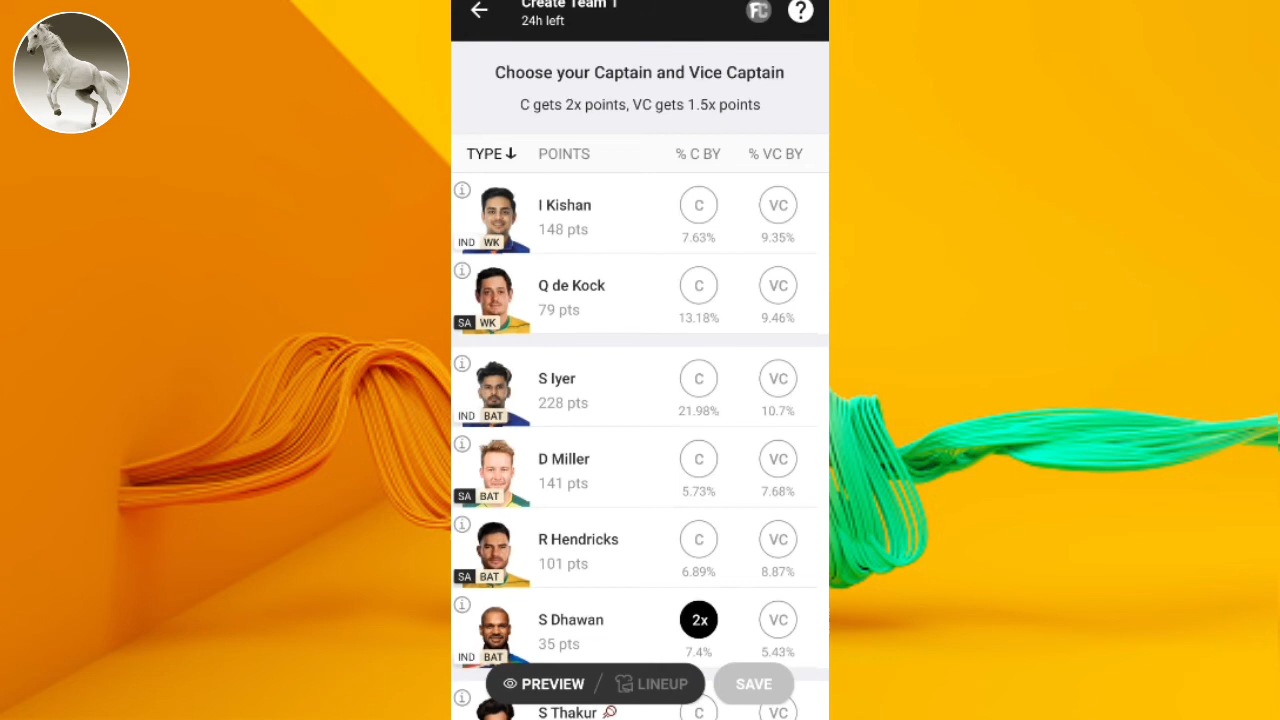 Create Team 1
24h left
FC
?
Choose your Captain and Vice Captain
C gets 2x points, VC gets 1.5x points
TYPE POINTS % C BY % VC BY
I Kishan
148 pts
IND WK
C
7.63%
VC
9.35%
Q de Kock
79 pts
SA WK
C
13.18%
VC
9.46%
S Iyer
228 pts
IND BAT
C
21.98%
VC
10.7%
D Miller
141 pts
SA BAT
C
5.73%
VC
7.68%
R Hendricks
101 pts
SA BAT
C
6.89%
VC
8.87%
S Dhawan
35 pts
IND BAT
2x
7.4%
VC
5.43%
PREVIEW / LINEUP SAVE
S Thakur C VC